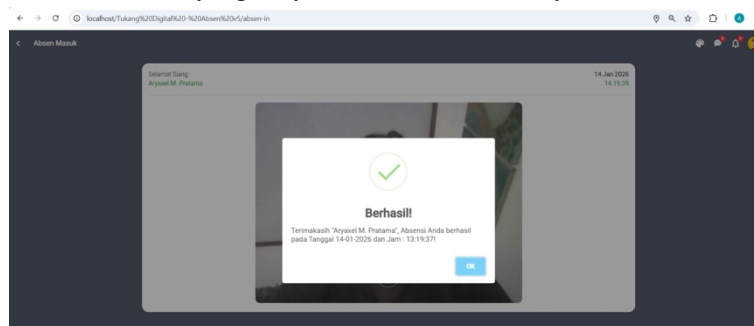 localhost/Tukang%20Digital%20-%20Absen%20v5/absen-in
Absen Masuk
Selamat Siang
Aryaxel M. Pratama
14 Jan 2026
14.19.39
Berhasil!
Terimakasih 'Aryaxel M. Pratama', Absensi Anda berhasil
pada Tanggal 14-01-2026 dan Jam : 13:19:37!
OK